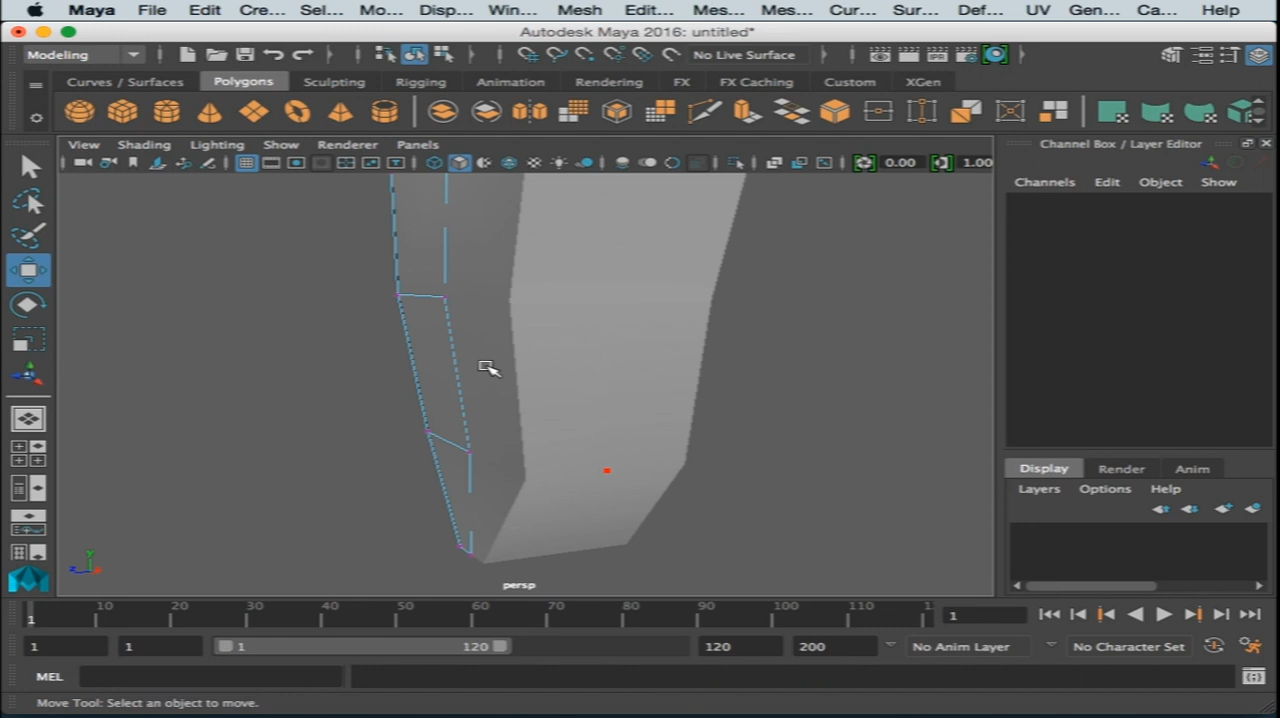 Maya File Edit Cre... Sel... Mo... Disp... Win... Mesh Edit... Mes... Mes... Cur... Sur... Def... UV Gen... Ca... Help
Autodesk Maya 2016: untitled*
Modeling No Live Surface
Curves / Surfaces Polygons Sculpting Rigging Animation Rendering FX FX Caching Custom XGen
View Shading Lighting Show Renderer Panels
0.00 1.00
Channel Box / Layer Editor
Channels Edit Object Show
Display Render Anim
Layers Options Help
y
z
persp
10 20 30 40 50 60 70 80 90 100 110
1
1
1 1 1 120 120 200 No Anim Layer No Character Set
MEL
Move Tool: Select an object to move.